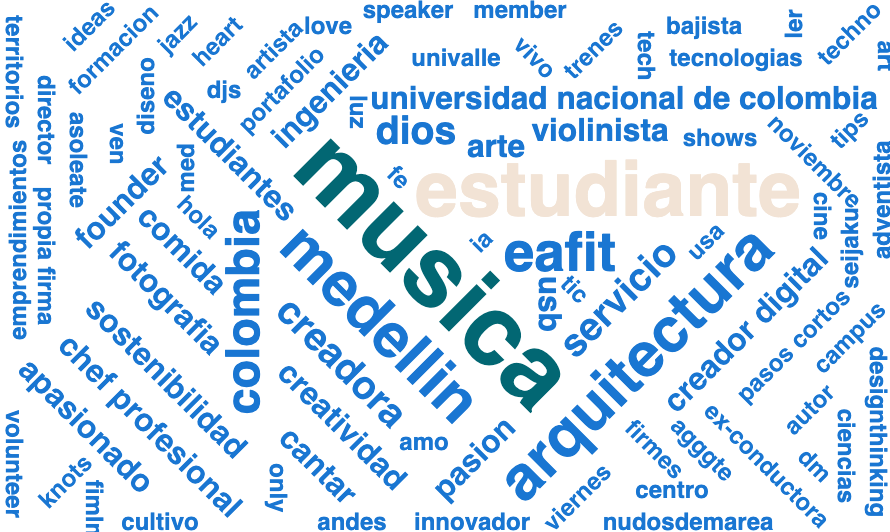 speaker
member
ideas
formacion
jazz
heart
artista
love
bajista
ler
techno
territorios
univalle
vivo
trenes
tech
tecnologias
art
director
diseno
djs
portafolio
ingenieria
luz
universidad nacional de colombia
estudiantes
dios
arte
violinista
shows
noviembre
tips
asoleate
ven
med
fe
musica
estudiante
adventista
emprendimientos
propia firma
founder
hola
comida
colombia
medellin
ia
eafit
usb
tic
servicio
usa
cine
seijakuen
fotografia
arquitectura
creador digital
sostenibilidad
creadora
pasos cortos
campus
chef profesional
creatividad
designthinking
apasionado
cantar
amo
pasion
firmes
agggte
ex-conductora
autor
ciencias
volunteer
knots
only
viernes
centro
dm
cultivo
andes
innovador
nudosdemarea